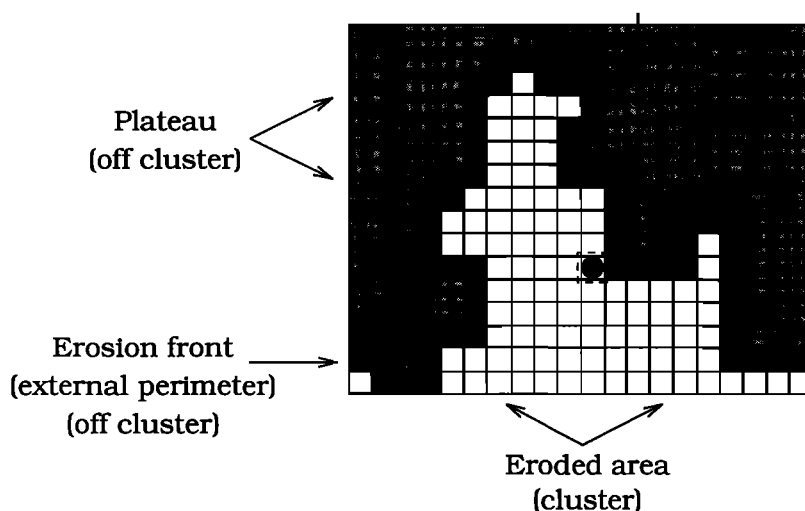 Plateau
(off cluster)
Erosion front
(external perimeter)
(off cluster)
Eroded area
(cluster)